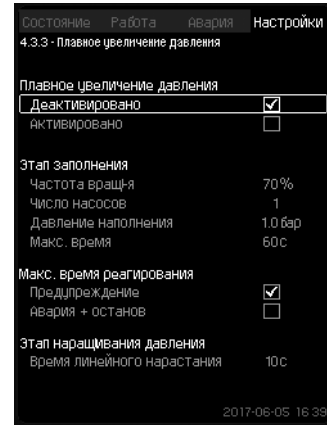 Состояние Работа Авария Настройки
4.3.3 - Плавное увеличение давления
Плавное увеличение давления
Деактивировано
Активировано
Этап заполнения
Частота вращ-я 70%
Число насосов 1
Давление наполнения 1.0 бар
Макс. время 60с
Макс. время реагирования
Предупреждение
Авария + останов
Этап наращивания давления
Время линейного нарастания 10с
2017-06-05 16:39